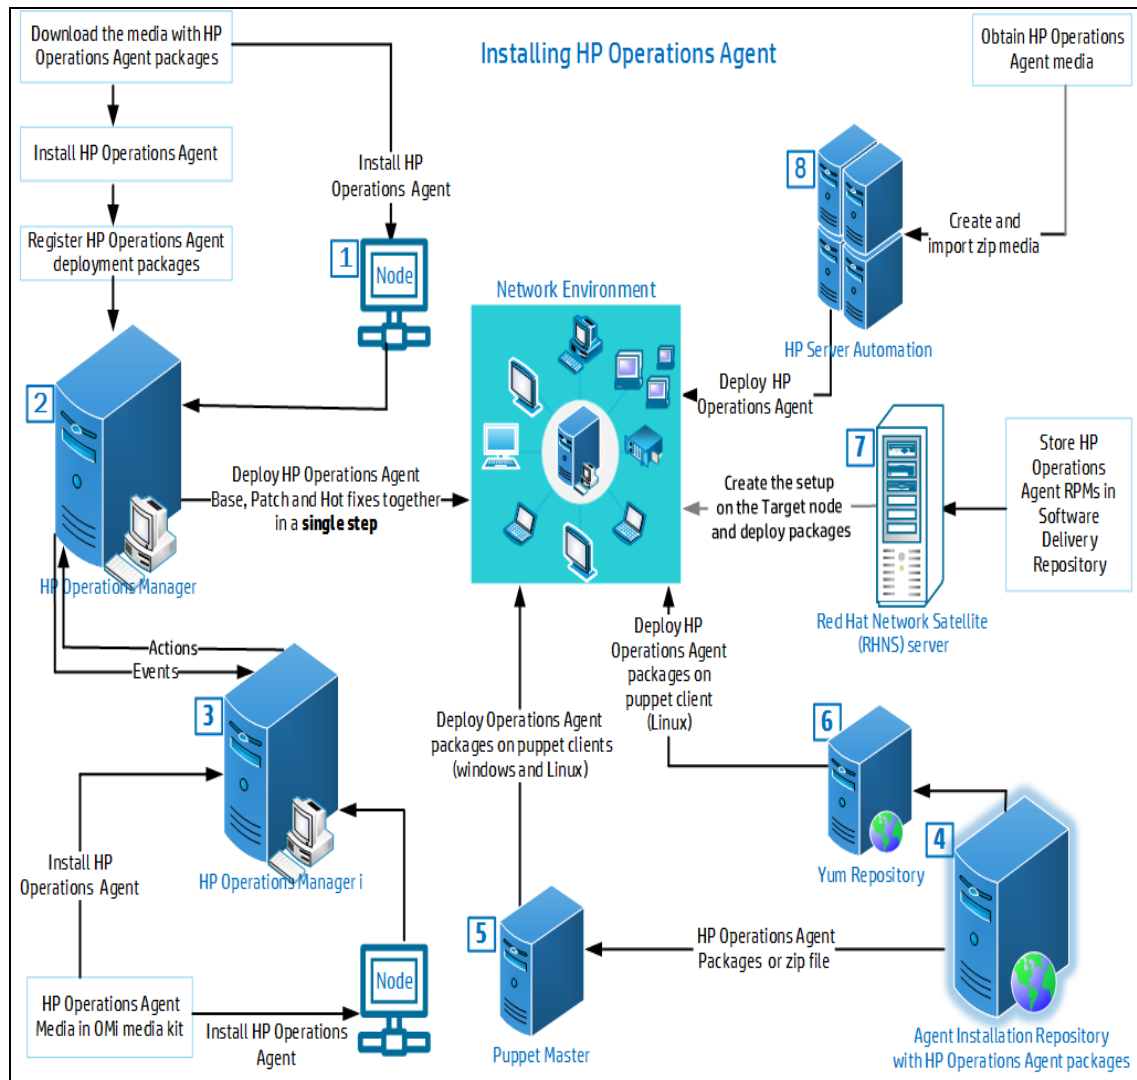 Installing HP Operations Agent
Download the media with HP
Operations Agent packages
Install HP Operations Agent
Register HP Operations Agent
deployment packages
Install HP
Operations Agent
1
Node
2
HP Operations Manager
Deploy HP Operations Agent
Base, Patch and Hot fixes together
in a single step
Network Environment
Obtain HP Operations
Agent media
8
Create and
import zip media
HP Server Automation
Deploy HP
Operations Agent
7
Store HP
Operations
Agent RPMs in
Software
Delivery
Repository
Create the setup
on the Target node
and deploy packages
Red Hat Network Satellite
(RHNS) server
Actions
Events
3
HP Operations Manager i
Install HP
Operations Agent
HP Operations Agent
Media in OMi media kit
Install HP Operations
Agent
Node
Deploy Operations Agent
packages on puppet clients
(windows and Linux)
Deploy HP
Operations Agent
packages on
puppet client
(Linux)
6
Yum Repository
4
5
Puppet Master
HP Operations Agent
Packages or zip file
Agent Installation Repository
with HP Operations Agent packages